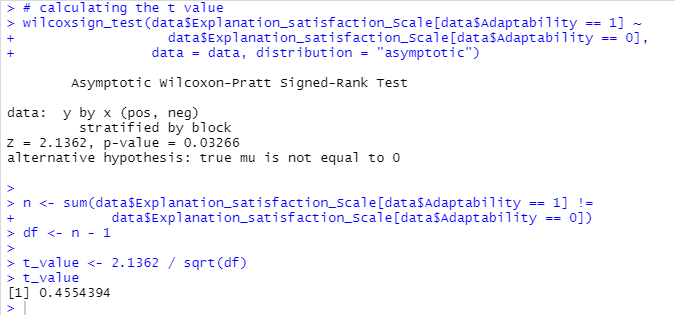 > # calculating the t value
> wilcoxsign_test(data$Explanation_satisfaction_Scale[data$Adaptability == 1] ~
+                   data$Explanation_satisfaction_Scale[data$Adaptability == 0],
+                 data = data, distribution = "asymptotic")

        Asymptotic Wilcoxon-Pratt Signed-Rank Test

data:  y by x (pos, neg)
         stratified by block
Z = 2.1362, p-value = 0.03266
alternative hypothesis: true mu is not equal to 0

>
> n <- sum(data$Explanation_satisfaction_Scale[data$Adaptability == 1] !=
+            data$Explanation_satisfaction_Scale[data$Adaptability == 0])
> df <- n - 1
>
> t_value <- 2.1362 / sqrt(df)
> t_value
[1] 0.4554394
>